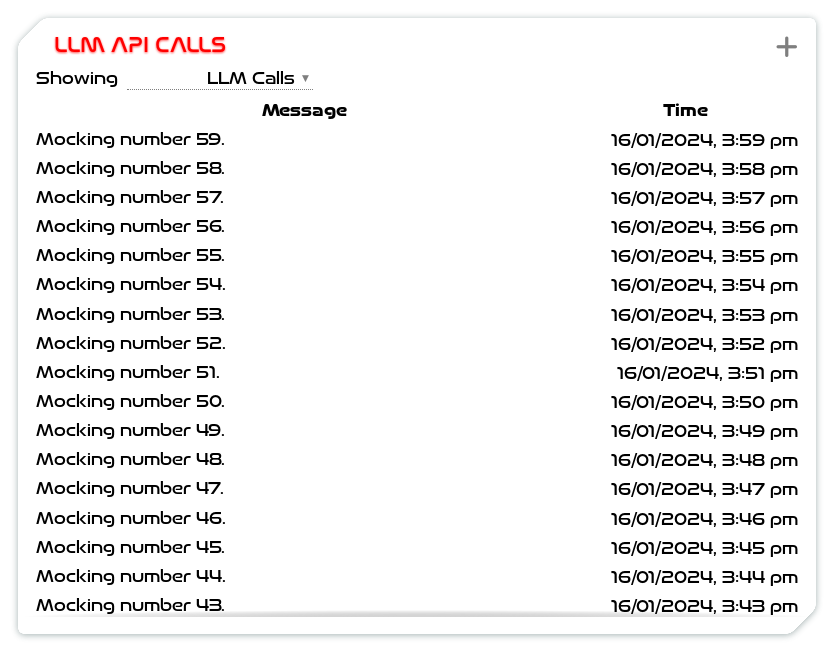 LLM API CALLS
Showing LLM Calls ▼
Message Time
Mocking number 59. 16/01/2024, 3:59 pm
Mocking number 58. 16/01/2024, 3:58 pm
Mocking number 57. 16/01/2024, 3:57 pm
Mocking number 56. 16/01/2024, 3:56 pm
Mocking number 55. 16/01/2024, 3:55 pm
Mocking number 54. 16/01/2024, 3:54 pm
Mocking number 53. 16/01/2024, 3:53 pm
Mocking number 52. 16/01/2024, 3:52 pm
Mocking number 51. 16/01/2024, 3:51 pm
Mocking number 50. 16/01/2024, 3:50 pm
Mocking number 49. 16/01/2024, 3:49 pm
Mocking number 48. 16/01/2024, 3:48 pm
Mocking number 47. 16/01/2024, 3:47 pm
Mocking number 46. 16/01/2024, 3:46 pm
Mocking number 45. 16/01/2024, 3:45 pm
Mocking number 44. 16/01/2024, 3:44 pm
Mocking number 43. 16/01/2024, 3:43 pm